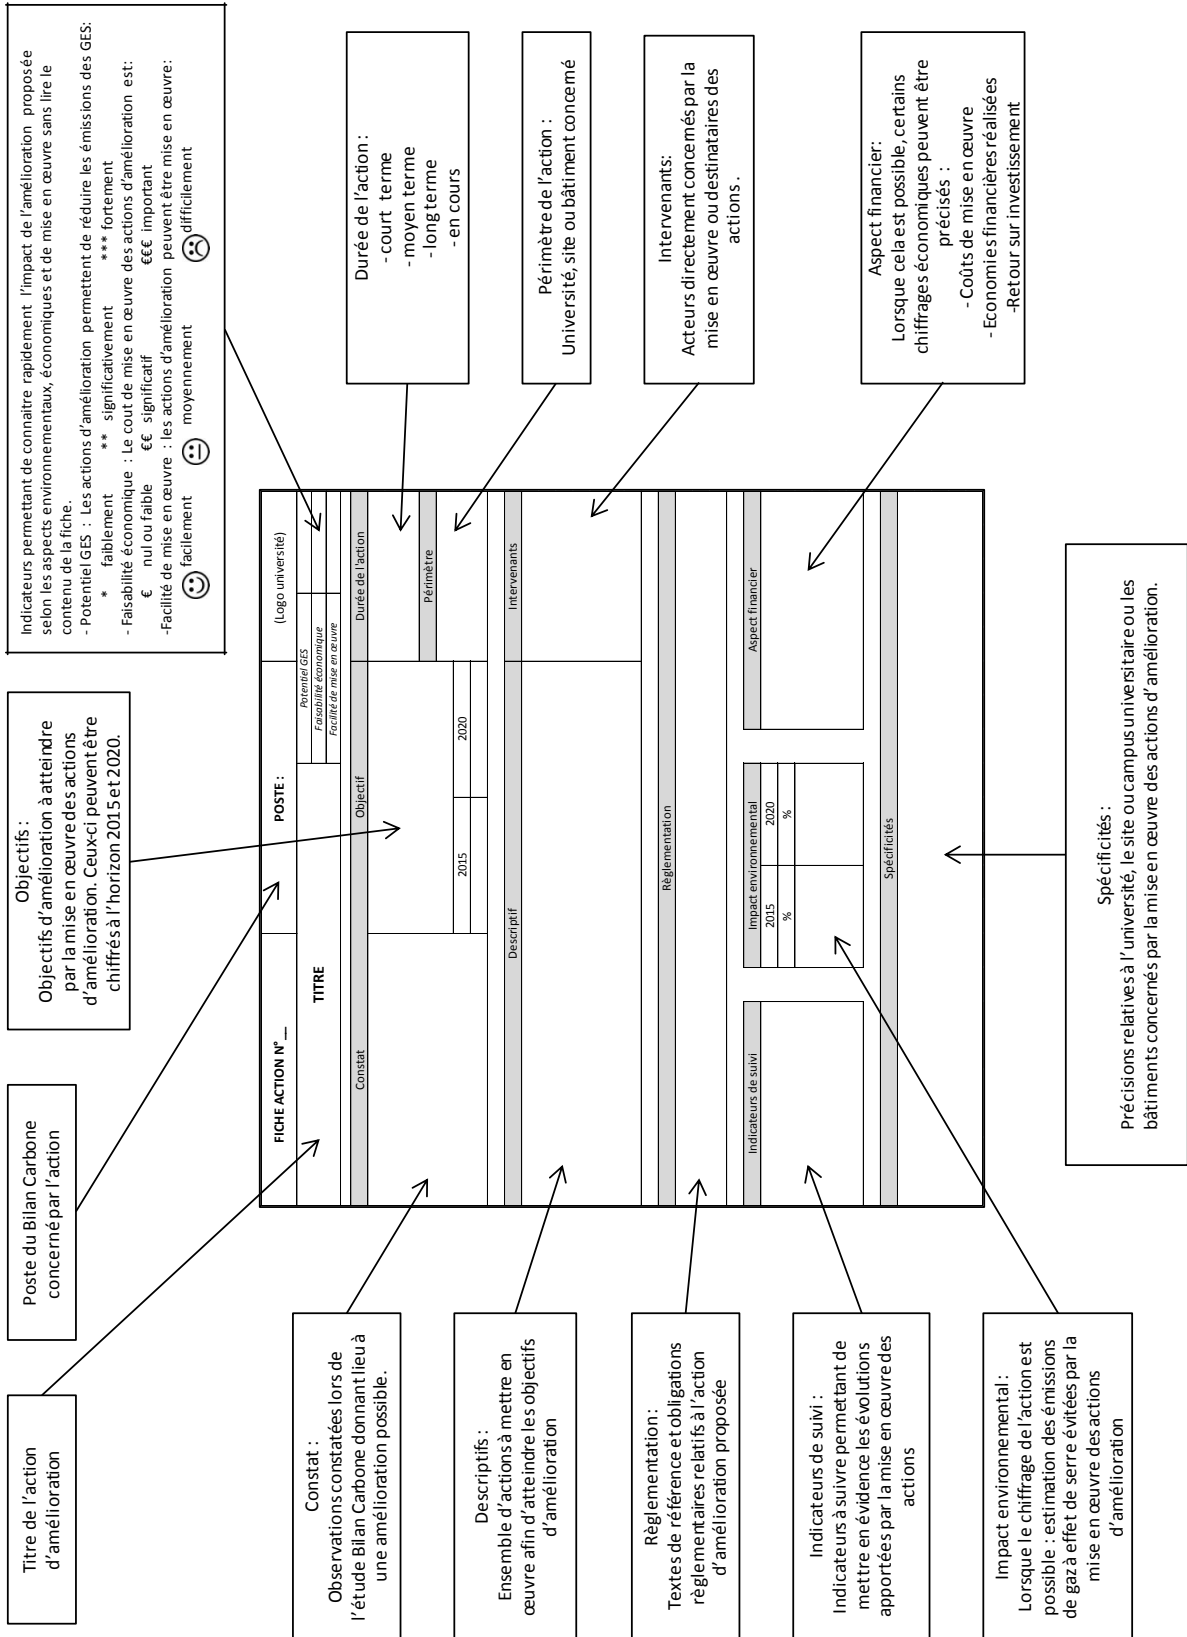 Titre de l'action
d'amélioration
Poste du Bilan Carbone
concerné par l'action
Objectifs :
Objectifs d'amélioration à atteindre
par la mise en œuvre des actions
d'amélioration. Ceux-ci peuvent être
chiffrés à l'horizon 2015 et 2020.
Indicateurs permettant de connaitre rapidement l'impact de l'amélioration proposée
selon les aspects environnementaux, économiques et de mise en œuvre sans lire le
contenu de la fiche.
- Potentiel GES : Les actions d'amélioration permettent de réduire les émissions des GES:
* faiblement ** significativement *** fortement
- Faisabilité économique : Le cout de mise en œuvre des actions d'amélioration est:
€ nul ou faible €€ significatif €€€ important
-Facilité de mise en œuvre : les actions d'amélioration peuvent être mise en œuvre:
facilement moyennement difficilement
Constat :
Observations constatées lors de
l'étude Bilan Carbone donnant lieu à
une amélioration possible.
Descriptifs :
Ensemble d'actions à mettre en
œuvre afin d'atteindre les objectifs
d'amélioration
Règlementation :
Textes de référence et obligations
règlementaires relatifs à l'action
d'amélioration proposée
Indicateurs de suivi :
Indicateurs à suivre permettant de
mettre en évidence les évolutions
apportées par la mise en œuvre des
actions
Impact environnemental :
Lorsque le chiffrage de l'action est
possible : estimation des émissions
de gaz à effet de serre évitées par la
mise en œuvre des actions
d'amélioration
FICHE ACTION N°__
POSTE :
(Logo université)
TITRE
Potentiel GES
Faisabilité économique
Facilité de mise en œuvre
Constat
Objectif
Durée de l'action
Périmètre
2015 2020
Descriptif
Intervenants
Règlementation
Indicateurs de suivi
Impact environnemental
2015 2020
% %
Aspect financier
Spécificités
Durée de l'action :
- court terme
- moyen terme
- long terme
- en cours
Périmètre de l'action :
Université, site ou bâtiment concerné
Intervenants:
Acteurs directement concernés par la
mise en œuvre ou destinataires des
actions.
Aspect financier:
Lorsque cela est possible, certains
chiffrages économiques peuvent être
précisés :
- Coûts de mise en œuvre
- Economies financières réalisées
-Retour sur investissement
Spécificités :
Précisions relatives à l'université, le site ou campus universitaire ou les
bâtiments concernés par la mise en œuvre des actions d'amélioration.